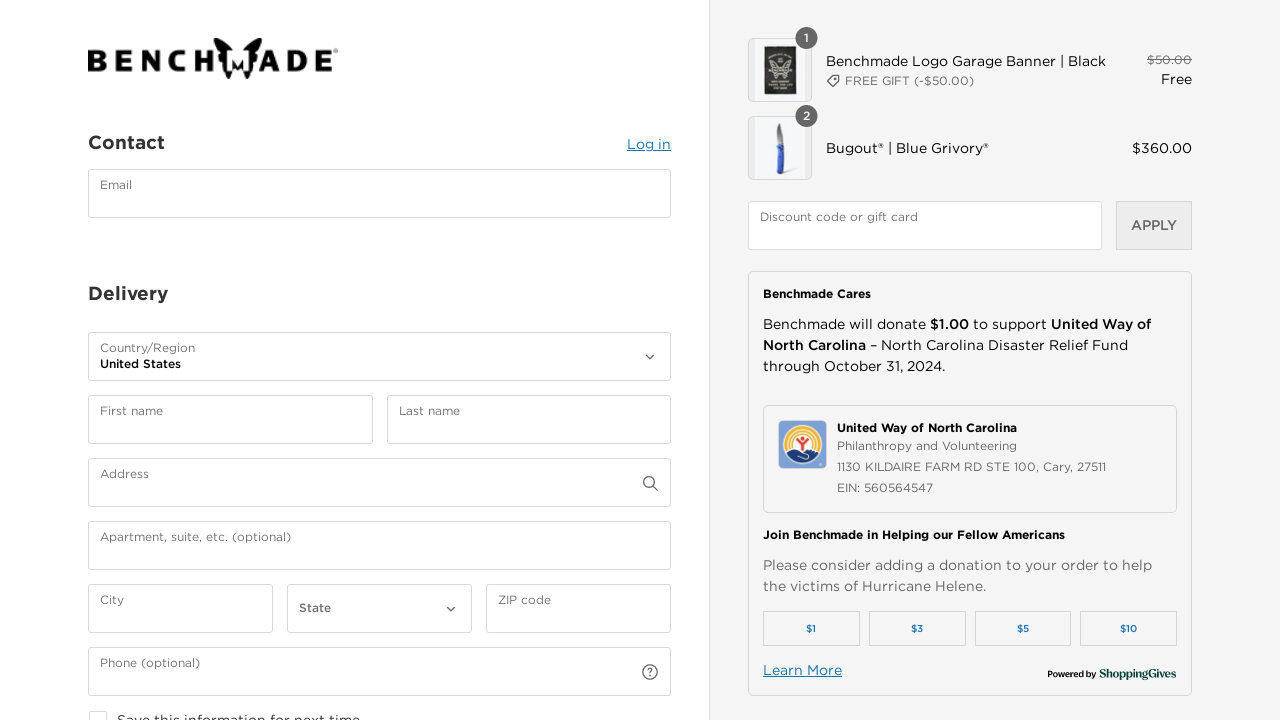 BENCHMADE®
Contact
Log in
Email
Delivery
Country/Region
United States
First name
Last name
Address
Apartment, suite, etc. (optional)
City
State
ZIP code
Phone (optional)
Save this information for next time
1
Benchmade Logo Garage Banner | Black
$50.00
FREE GIFT (-$50.00)
Free
2
Bugout® | Blue Grivory®
$360.00
Discount code or gift card
APPLY
Benchmade Cares
Benchmade will donate $1.00 to support United Way of
North Carolina – North Carolina Disaster Relief Fund
through October 31, 2024.
United Way of North Carolina
Philanthropy and Volunteering
1130 KILDAIRE FARM RD STE 100, Cary, 27511
EIN: 560564547
Join Benchmade in Helping our Fellow Americans
Please consider adding a donation to your order to help
the victims of Hurricane Helene.
$1
$3
$5
$10
Learn More
Powered by ShoppingGives